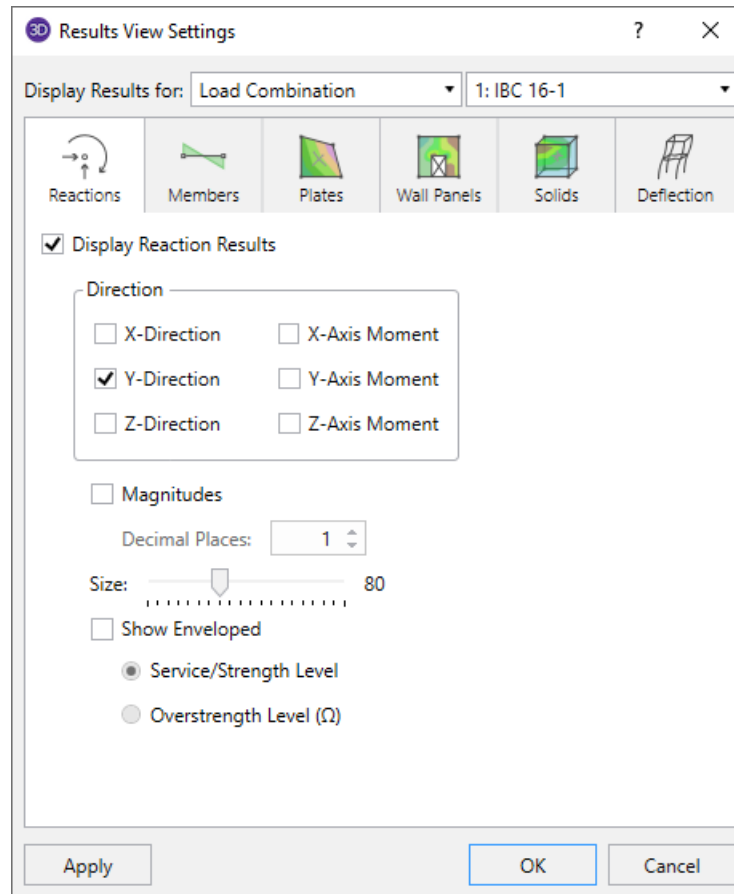 3D Results View Settings ? X
Display Results for: Load Combination 1: IBC 16-1
Reactions Members Plates Wall Panels Solids Deflection
Display Reaction Results
Direction
X-Direction X-Axis Moment
Y-Direction Y-Axis Moment
Z-Direction Z-Axis Moment
Magnitudes
Decimal Places: 1
Size: 80
Show Enveloped
Service/Strength Level
Overstrength Level (Ω)
Apply OK Cancel